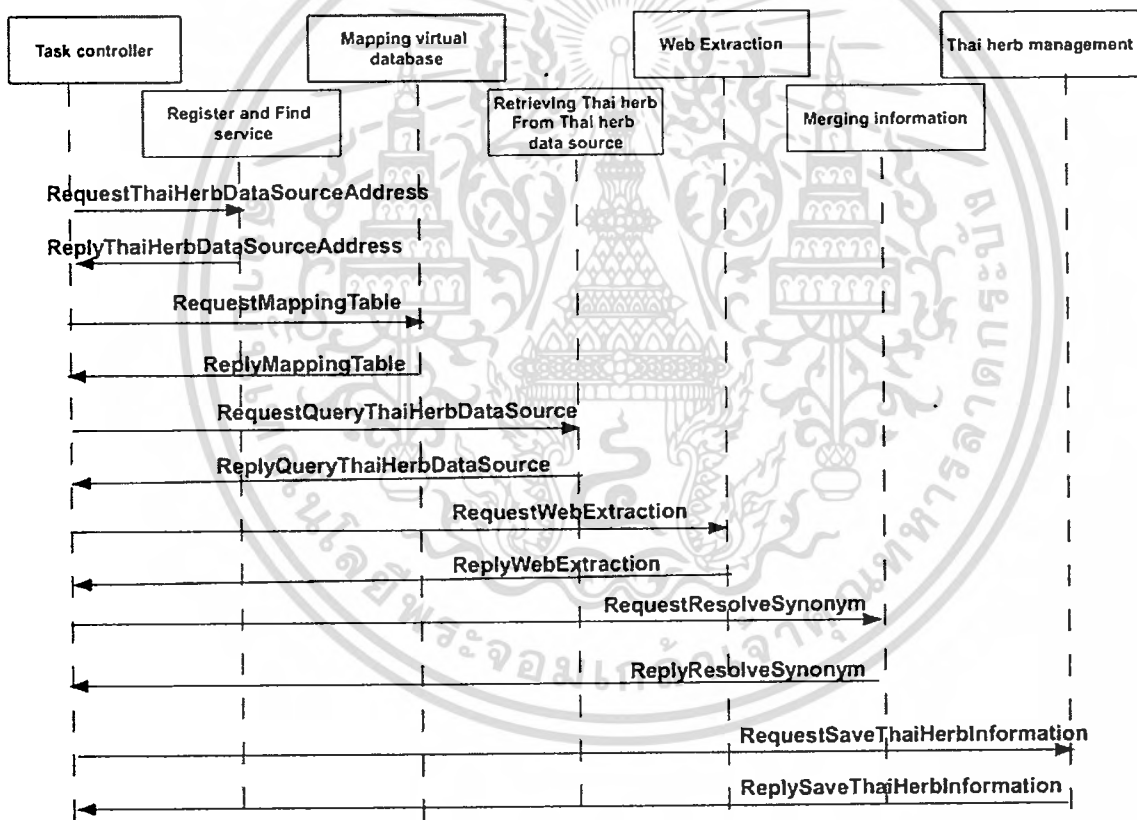 Task controller
Mapping virtual
database
Web Extraction
Thai herb management
Register and Find
service
Retrieving Thai herb
From Thai herb
data source
Merging information
RequestThaiHerbDataSourceAddress
ReplyThaiHerbDataSourceAddress
RequestMappingTable
ReplyMappingTable
RequestQueryThaiHerbDataSource
ReplyQueryThaiHerbDataSource
RequestWebExtraction
ReplyWebExtraction
RequestResolveSynonym
ReplyResolveSynonym
RequestSaveThaiHerbInformation
ReplySaveThaiHerbInformation